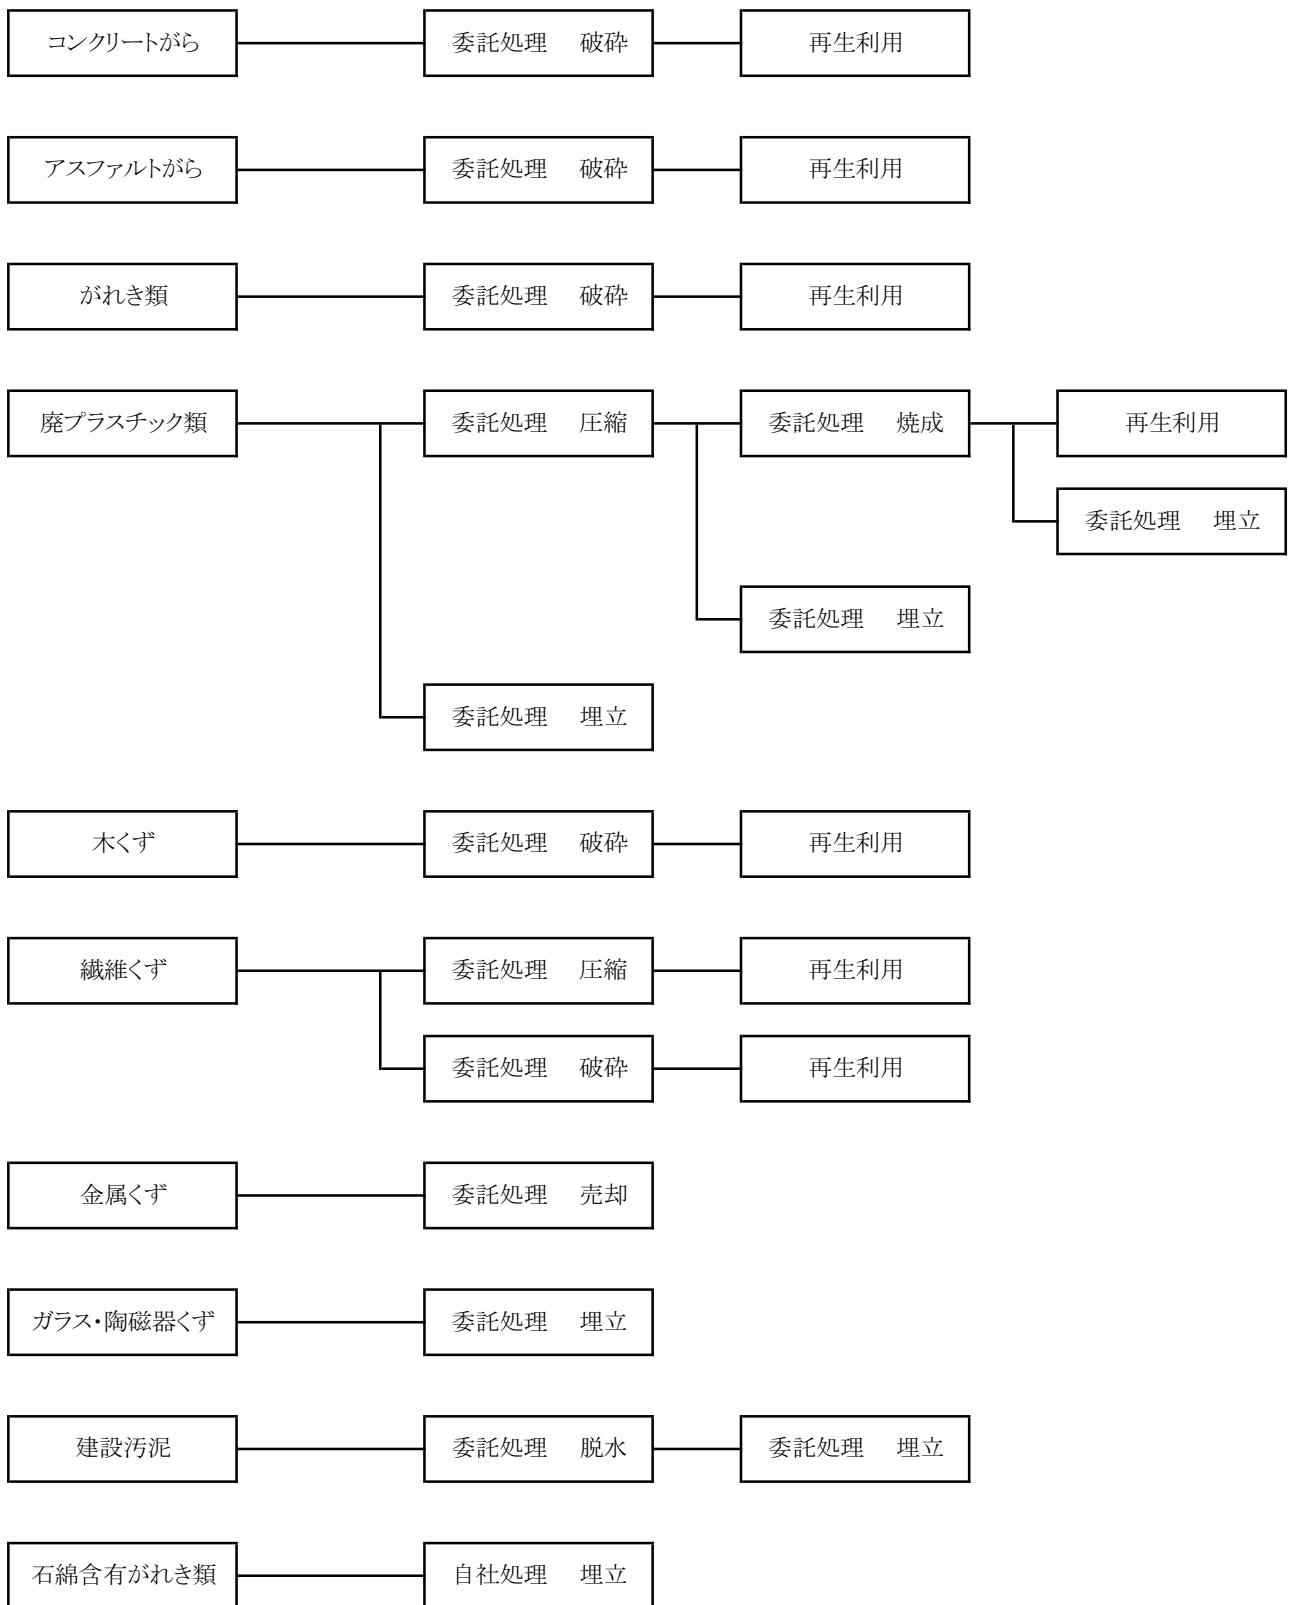 コンクリートがら 委託処理 破砕 再生利用
アスファルトがら 委託処理 破砕 再生利用
がれき類 委託処理 破砕 再生利用
廃プラスチック類 委託処理 圧縮 委託処理 焼成 再生利用
委託処理 埋立
委託処理 埋立
委託処理 埋立
木くず 委託処理 破砕 再生利用
繊維くず 委託処理 圧縮 再生利用
委託処理 破砕 再生利用
金属くず 委託処理 売却
ガラス・陶磁器くず 委託処理 埋立
建設汚泥 委託処理 脱水 委託処理 埋立
石綿含有がれき類 自社処理 埋立